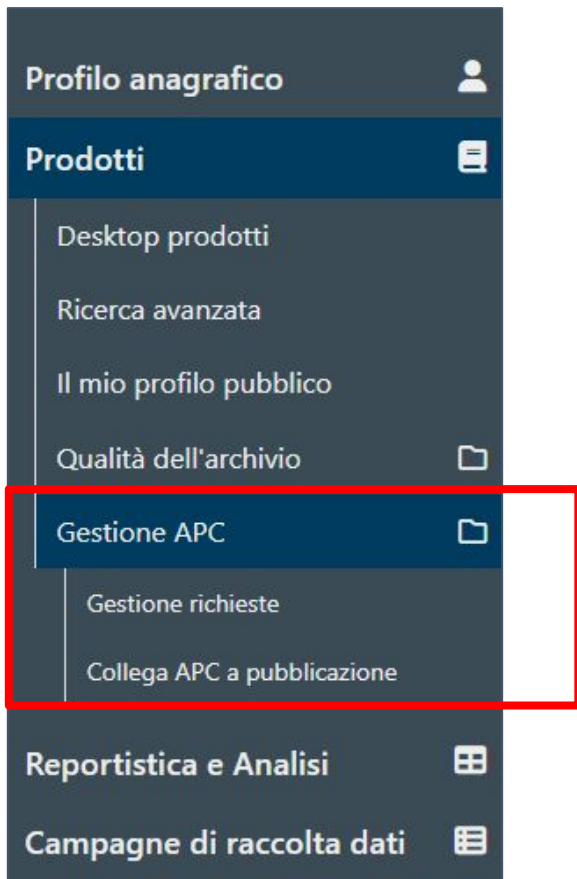 Profilo anagrafico
Prodotti
Desktop prodotti
Ricerca avanzata
Il mio profilo pubblico
Qualità dell'archivio
Gestione APC
Gestione richieste
Collega APC a pubblicazione
Reportistica e Analisi
Campagne di raccolta dati